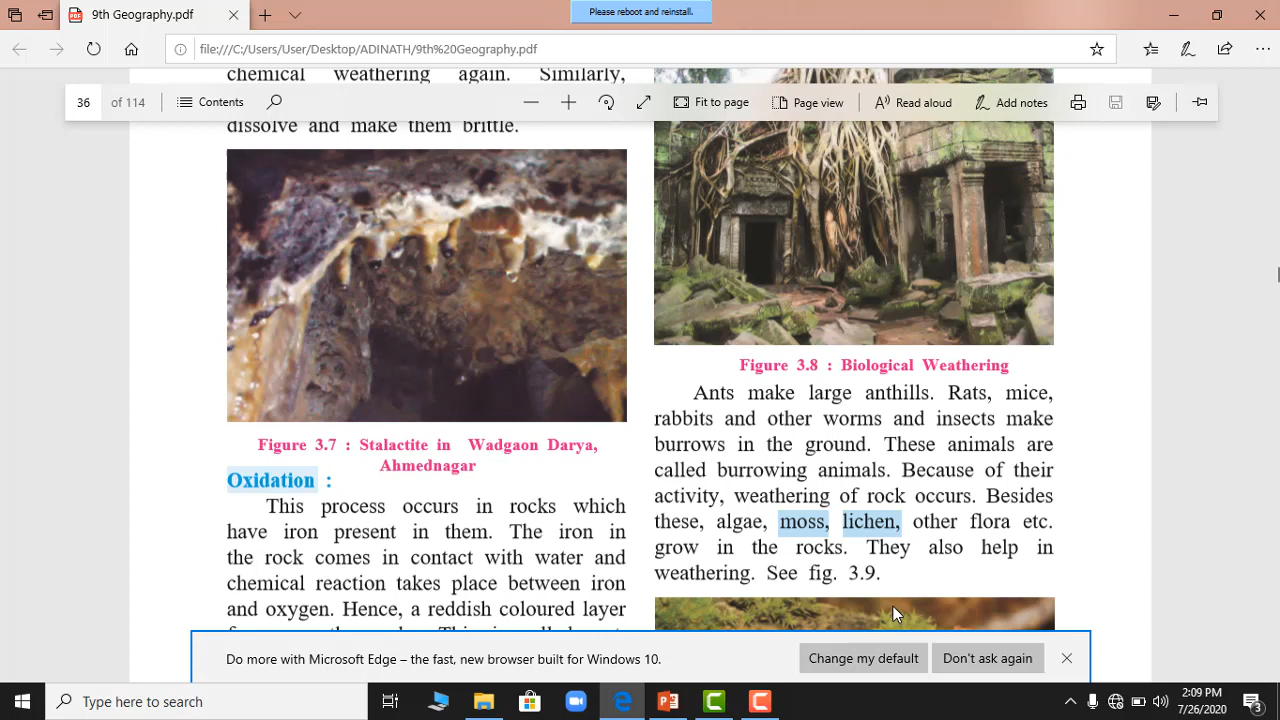 9th Geography.pdf
9th Geography.pdf
Please reboot and reinstall.
file:///C:/Users/User/Desktop/ADINATH/9th%20Geography.pdf
36 of 114 Contents Fit to page Page view Read aloud Add notes
chemical weathering again. Similarly,
dissolve and make them brittle.
Figure 3.7 : Stalactite in Wadgaon Darya,
Ahmednagar
Oxidation :
This process occurs in rocks which
have iron present in them. The iron in
the rock comes in contact with water and
chemical reaction takes place between iron
and oxygen. Hence, a reddish coloured layer
Figure 3.8 : Biological Weathering
Ants make large anthills. Rats, mice,
rabbits and other worms and insects make
burrows in the ground. These animals are
called burrowing animals. Because of their
activity, weathering of rock occurs. Besides
these, algae, moss, lichen, other flora etc.
grow in the rocks. They also help in
weathering. See fig. 3.9.
Do more with Microsoft Edge – the fast, new browser built for Windows 10.
Change my default
Don't ask again
Type here to search
2:09 PM
7/26/2020
3